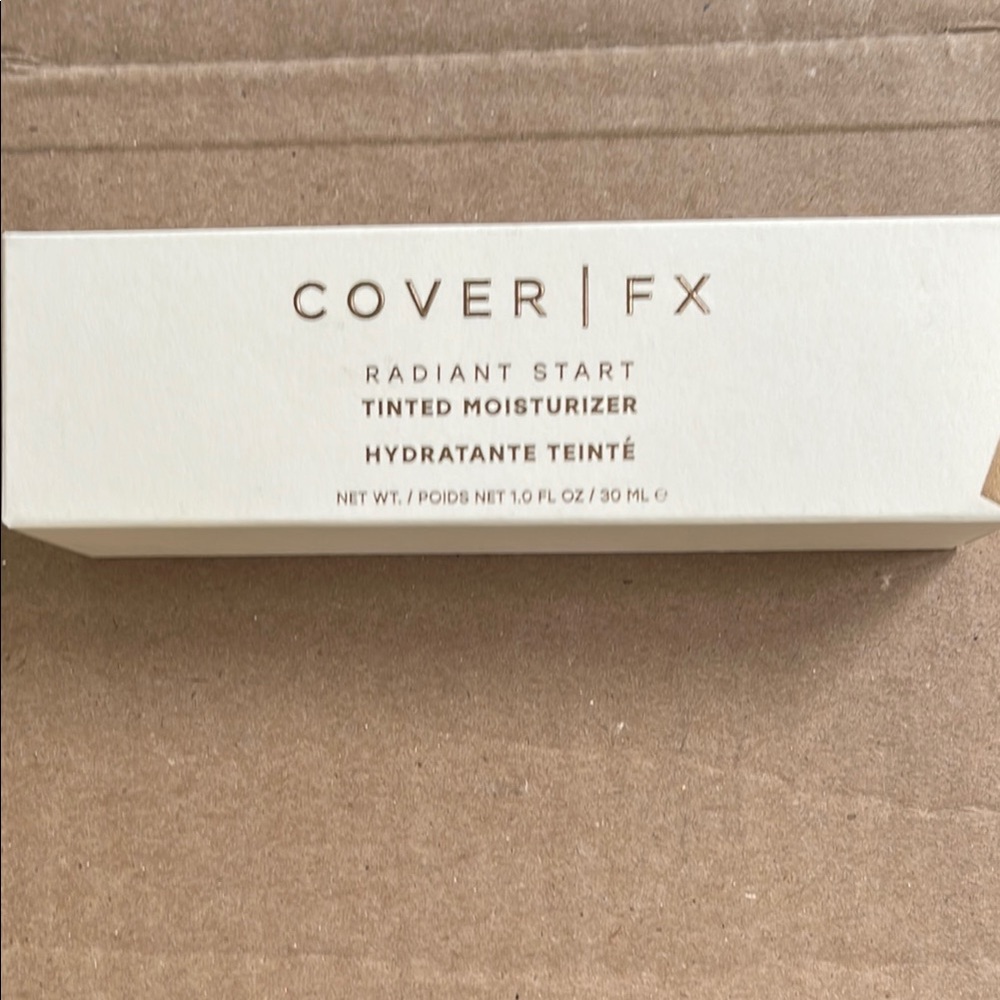 COVER | FX
RADIANT START
TINTED MOISTURIZER
HYDRATANTE TEINTÉ
NET WT. / POIDS NET 1.0 FL OZ / 30 ML ℮